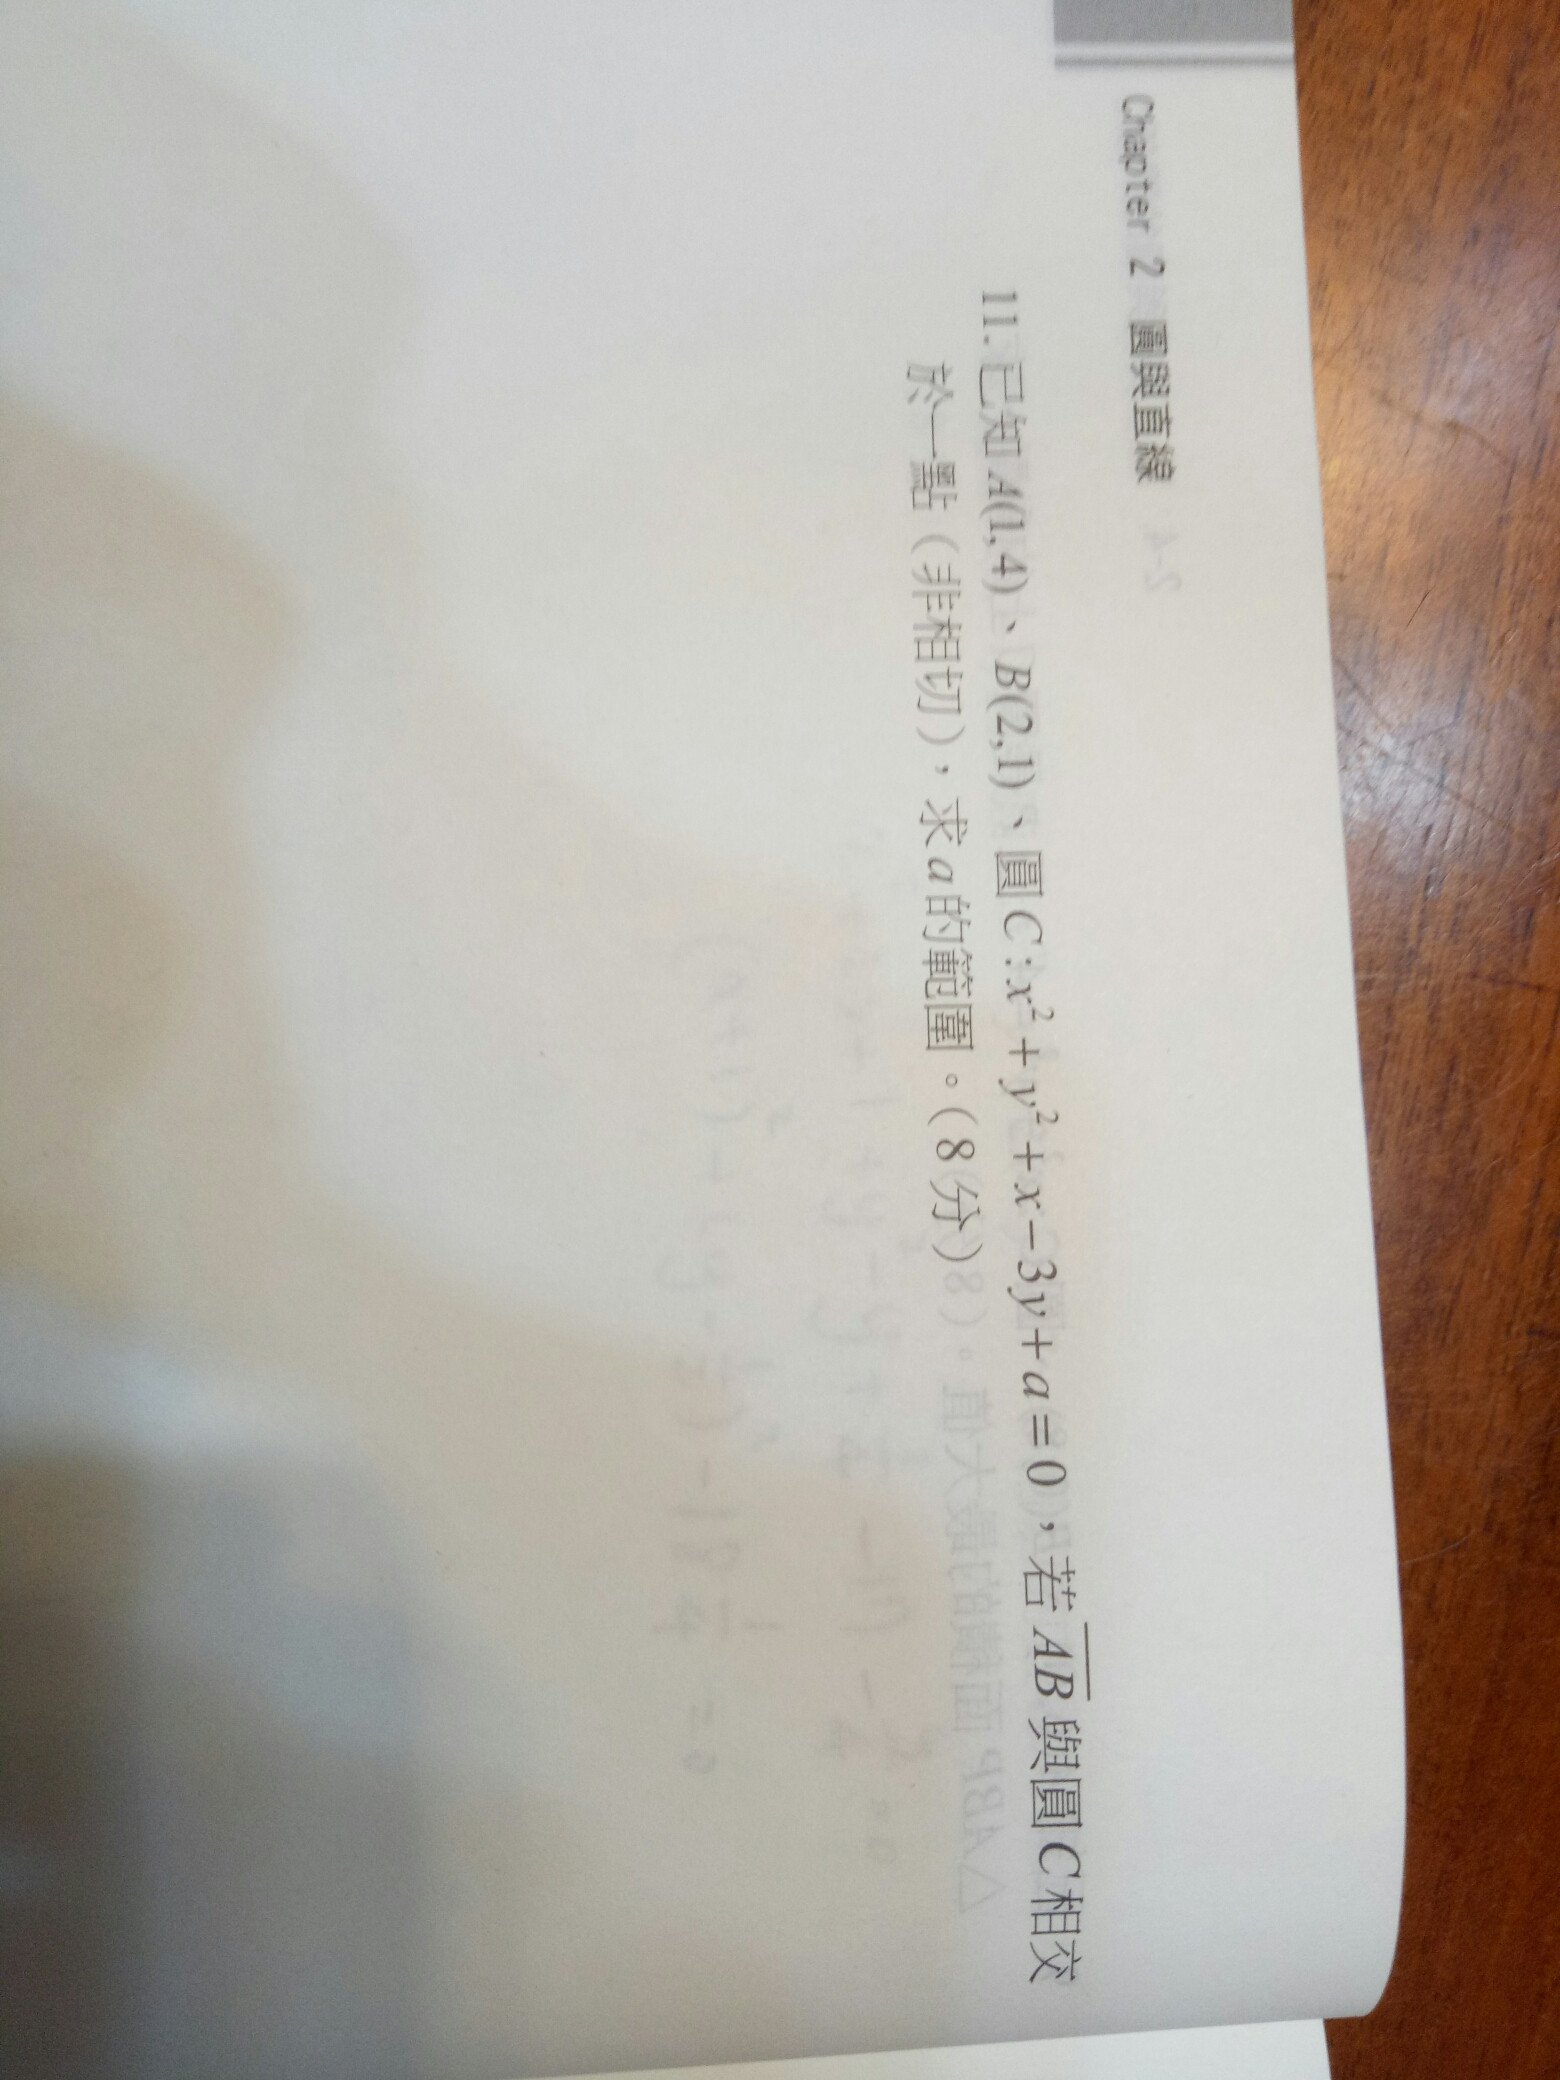 Chapter 2 圓與直線
11. 已知 A(1,4)、B(2,1)、圓 C:x²+y²+x−3y+a=0,若 A̅B̅ 與圓 C 相交
於一點(非相切),求 a 的範圍。(8分)